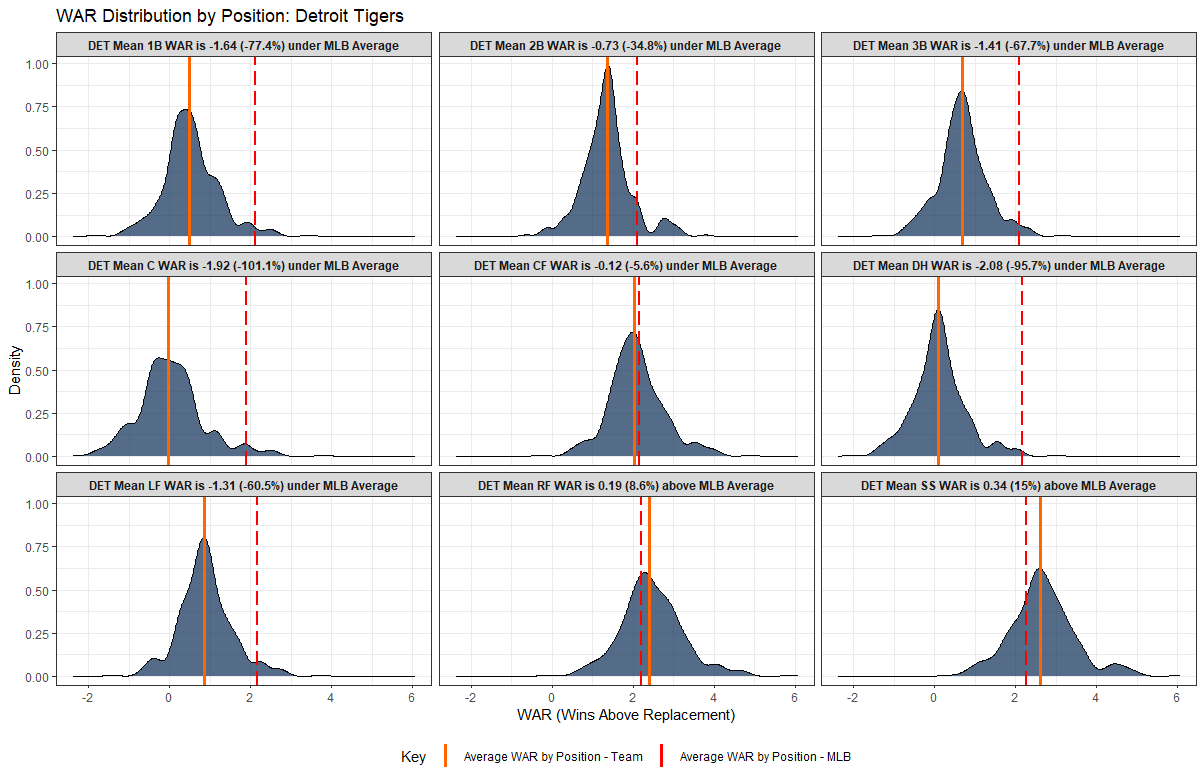 WAR Distribution by Position: Detroit Tigers
DET Mean 1B WAR is -1.64 (-77.4%) under MLB Average
DET Mean 2B WAR is -0.73 (-34.8%) under MLB Average
DET Mean 3B WAR is -1.41 (-67.7%) under MLB Average
1.00
0.75
0.50
0.25
0.00
DET Mean C WAR is -1.92 (-101.1%) under MLB Average
DET Mean CF WAR is -0.12 (-5.6%) under MLB Average
DET Mean DH WAR is -2.08 (-95.7%) under MLB Average
1.00
0.75
0.50
0.25
0.00
Density
DET Mean LF WAR is -1.31 (-60.5%) under MLB Average
DET Mean RF WAR is 0.19 (8.6%) above MLB Average
DET Mean SS WAR is 0.34 (15%) above MLB Average
1.00
0.75
0.50
0.25
0.00
-2 0 2 4 6
-2 0 2 4 6
-2 0 2 4 6
WAR (Wins Above Replacement)
Key Average WAR by Position - Team Average WAR by Position - MLB